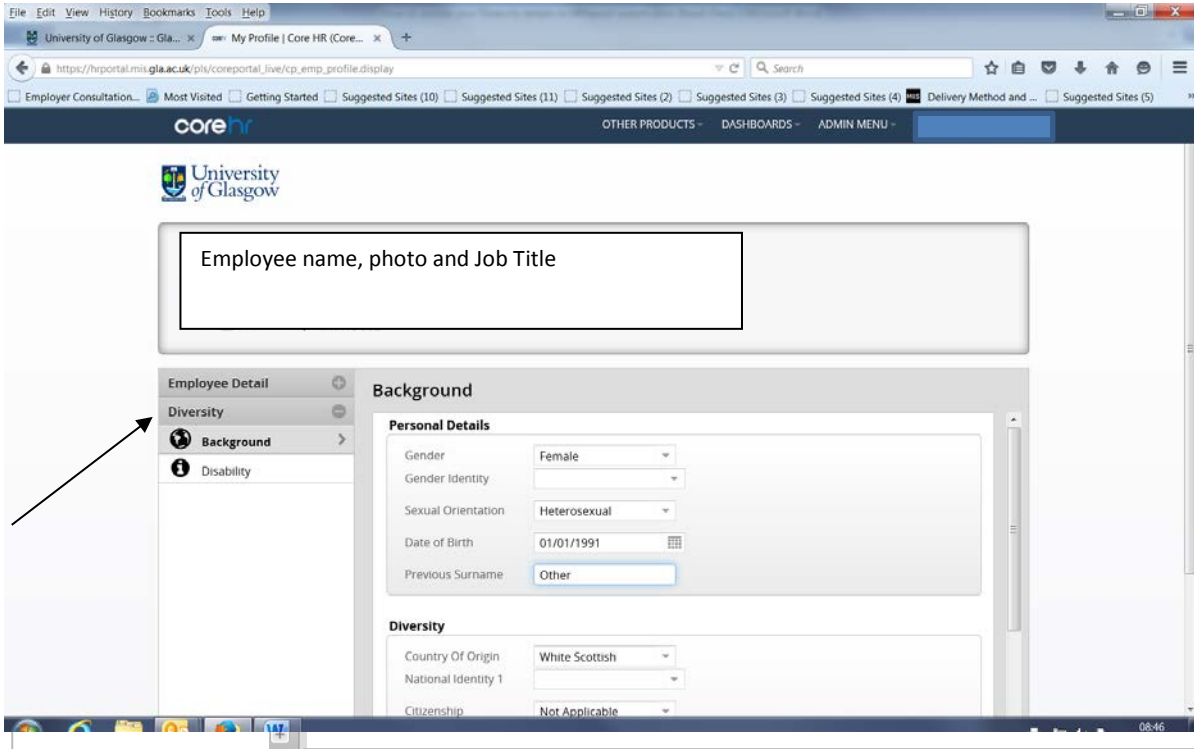 File Edit View History Bookmarks Tools Help
University of Glasgow :: Gla... × My Profile | Core HR (Core... × +
https://hrportal.mis.gla.ac.uk/pls/coreportal_live/cp_emp_profile.display Search
Employer Consultation... Most Visited Getting Started Suggested Sites (10) Suggested Sites (11) Suggested Sites (2) Suggested Sites (3) Suggested Sites (4) Delivery Method and ... Suggested Sites (5) »
corehr OTHER PRODUCTS DASHBOARDS ADMIN MENU
University
of Glasgow
Employee name, photo and Job Title
Employee Detail
Diversity
Background
Disability
Background
Personal Details
Gender Female
Gender Identity
Sexual Orientation Heterosexual
Date of Birth 01/01/1991
Previous Surname Other
Diversity
Country Of Origin White Scottish
National Identity 1
Citizenship Not Applicable
08:46